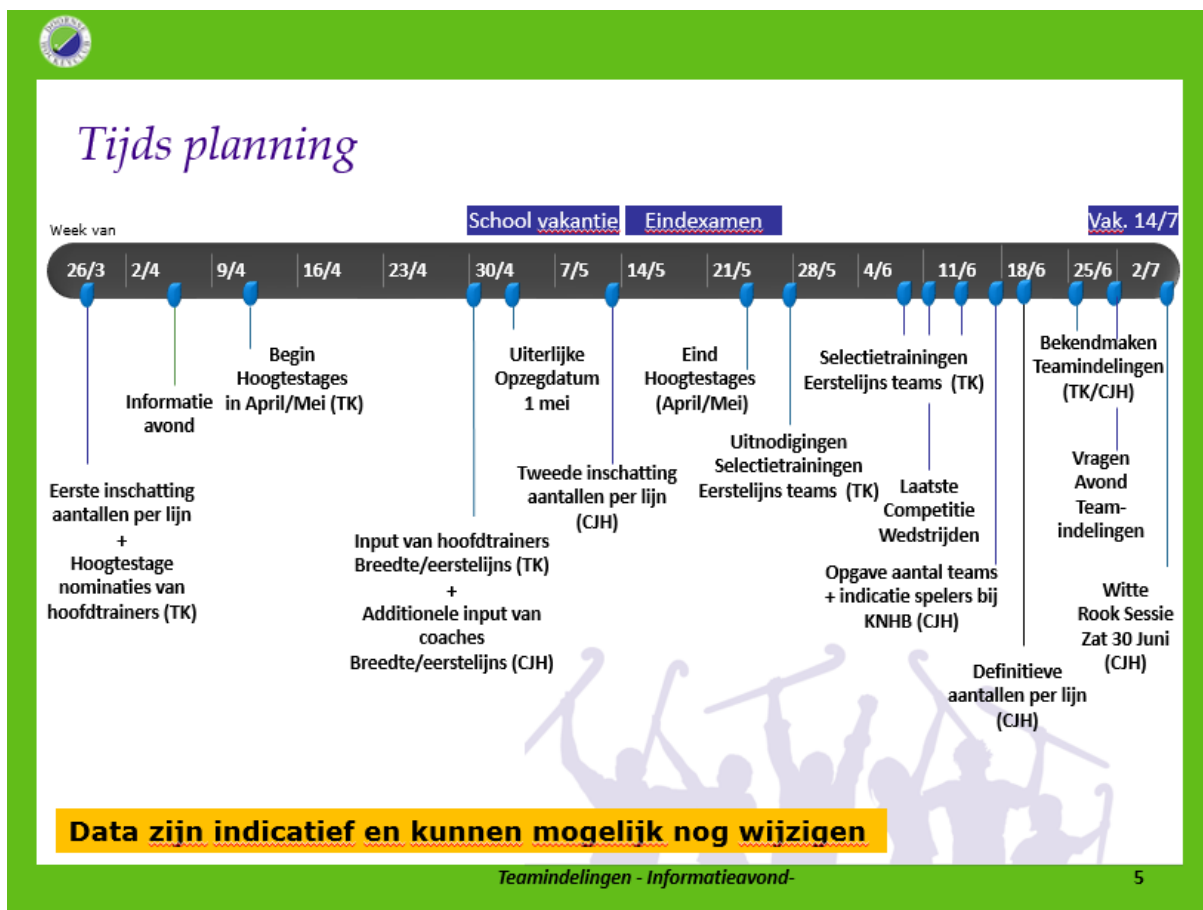 DOORNSE
HOCKEYCLUB
Tijds planning
School vakantie
Eindexamen
Vak. 14/7
Week van
26/3
2/4
9/4
16/4
23/4
30/4
7/5
14/5
21/5
28/5
4/6
11/6
18/6
25/6
2/7
Eerste inschatting
aantallen per lijn
+
Hoogtestage
nominaties van
hoofdtrainers (TK)
Informatie
avond
Begin
Hoogtestages
in April/Mei (TK)
Input van hoofdtrainers
Breedte/eerstelijns (TK)
+
Additionele input van
coaches
Breedte/eerstelijns (CJH)
Uiterlijke
Opzegdatum
1 mei
Tweede inschatting
aantallen per lijn
(CJH)
Eind
Hoogtestages
(April/Mei)
Uitnodigingen
Selectietrainingen
Eerstelijns teams (TK)
Selectietrainingen
Eerstelijns teams (TK)
Laatste
Competitie
Wedstrijden
Opgave aantal teams
+ indicatie spelers bij
KNHB (CJH)
Definitieve
aantallen per lijn
(CJH)
Bekendmaken
Teamindelingen
(TK/CJH)
Vragen
Avond
Team-
indelingen
Witte
Rook Sessie
Zat 30 Juni
(CJH)
Data zijn indicatief en kunnen mogelijk nog wijzigen
Teamindelingen - Informatieavond-
5